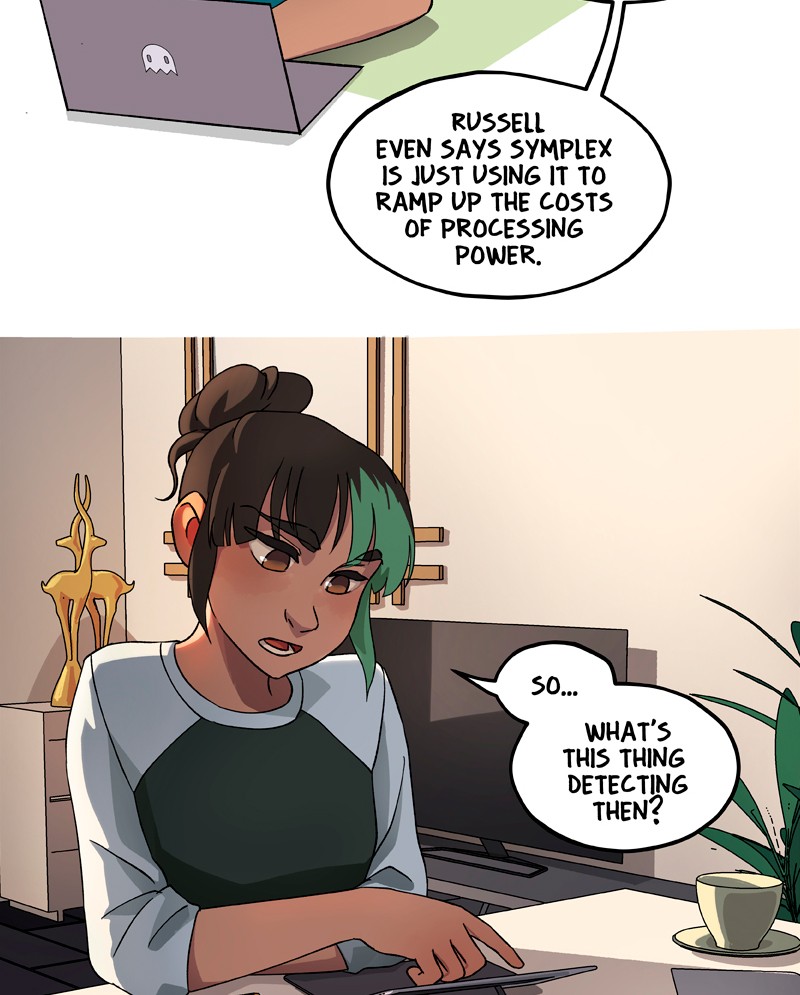 RUSSELL
EVEN SAYS SYMPLEX
IS JUST USING IT TO
RAMP UP THE COSTS
OF PROCESSING
POWER.
SO...
WHAT'S
THIS THING
DETECTING
THEN?